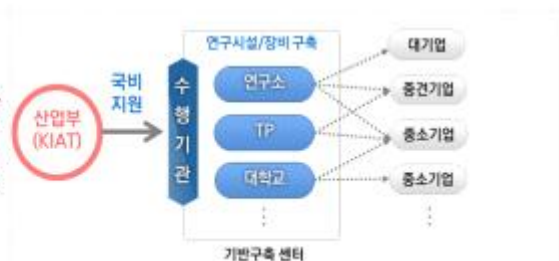 연구시설/장비 구축
대기업
국비
지원
산업부
(KIAT)
수
행
기
관
연구소
중견기업
TP
중소기업
대학교
중소기업
기반구축 센터